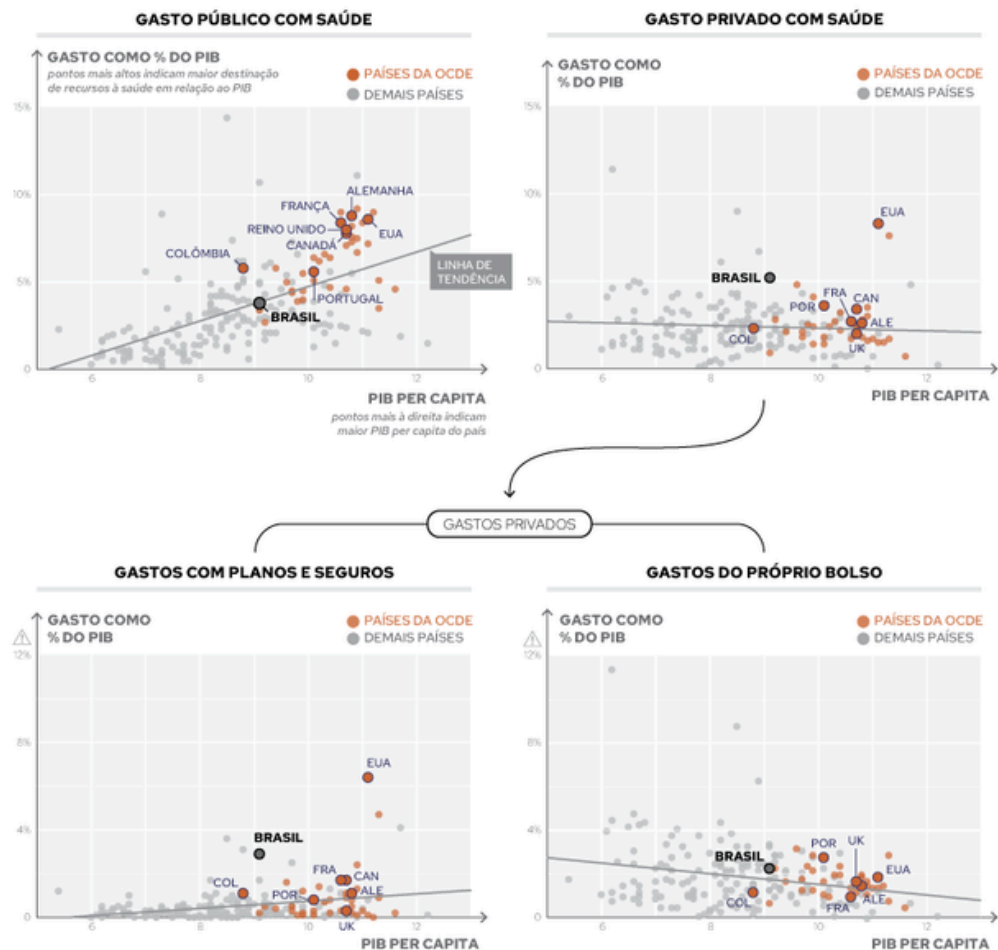 GASTO PÚBLICO COM SAÚDE
GASTO COMO % DO PIB
pontos mais altos indicam maior destinação
de recursos à saúde em relação ao PIB
PAÍSES DA OCDE
DEMAIS PAÍSES
15%
10%
5%
0
6
8
10
12
ALEMANHA
FRANÇA
REINO UNIDO
EUA
CANADÁ
COLÔMBIA
LINHA DE
TENDÊNCIA
PORTUGAL
BRASIL
PIB PER CAPITA
pontos mais à direita indicam
maior PIB per capita do país
GASTO PRIVADO COM SAÚDE
GASTO COMO
% DO PIB
PAÍSES DA OCDE
DEMAIS PAÍSES
15%
10%
5%
0
6
8
10
12
EUA
BRASIL
FRA
CAN
POR
ALE
COL
UK
PIB PER CAPITA
GASTOS PRIVADOS
GASTOS COM PLANOS E SEGUROS
GASTO COMO
% DO PIB
PAÍSES DA OCDE
DEMAIS PAÍSES
12%
8%
4%
0
6
8
10
12
EUA
BRASIL
FRA
CAN
COL
POR
ALE
UK
PIB PER CAPITA
GASTOS DO PRÓPRIO BOLSO
GASTO COMO
% DO PIB
PAÍSES DA OCDE
DEMAIS PAÍSES
12%
8%
4%
0
6
8
10
12
POR
UK
BRASIL
EUA
COL
ALE
FRA
PIB PER CAPITA